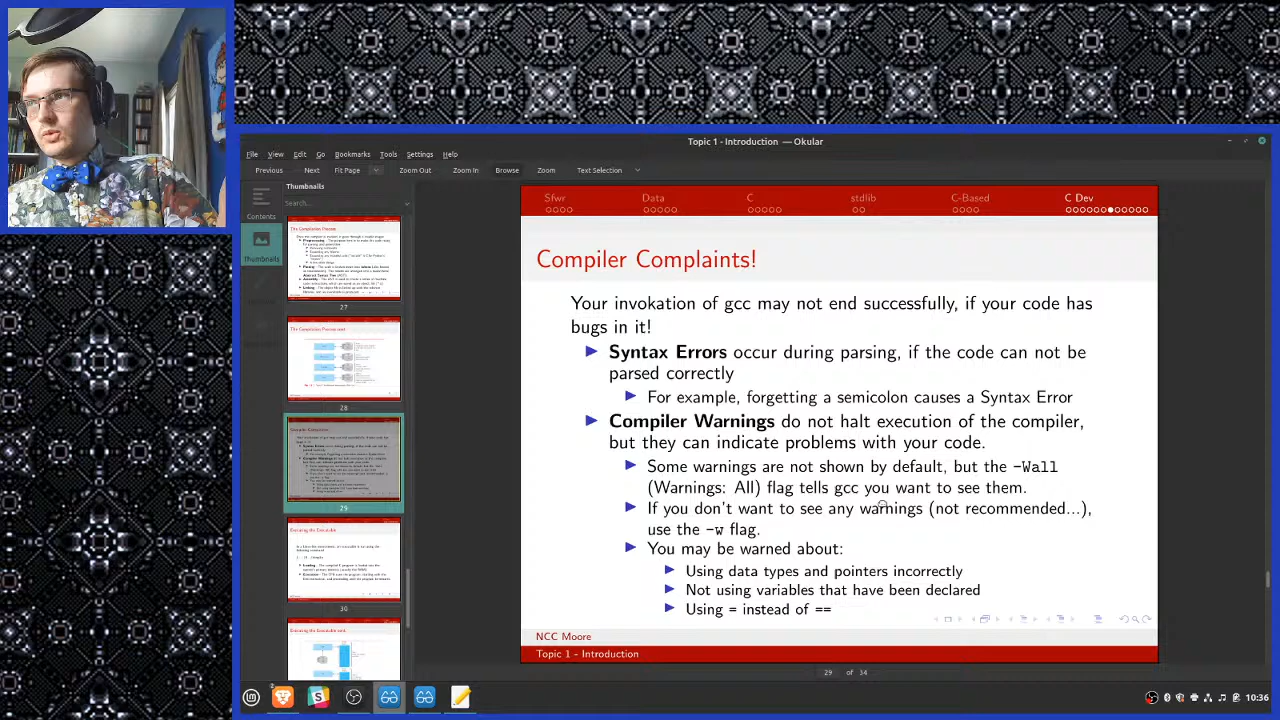 Topic 1 - Introduction — Okular
File View Edit Go Bookmarks Tools Settings Help
Previous Next Fit Page Zoom Out Zoom In Browse Zoom Text Selection
Thumbnails
Search...
Contents
Thumbnails
27
28
29
30
Sfwr Data C stdlib C-Based C Dev
Compiler Complaints!
Your invokation of gcc may not end successfully, if your code has
bugs in it!
Syntax Errors occur during parsing, if the code cannot be
parsed correctly
For example, forgetting a semicolon causes a Syntax Error
Compiler Warnings do not halt execution of the compiler,
but they can indicate problems with your code.
Some warnings are not shown by default, but the -Wall
(Warnings: All) flag tells gcc you want to see them.
If you don't want to see any warnings (not recommended...),
use the -w flag.
You may be warned about:
Using data types and pointers incorrectly
Not using variables that have been declared
Using = instead of ==
NCC Moore
Topic 1 - Introduction
29 of 34
10:36